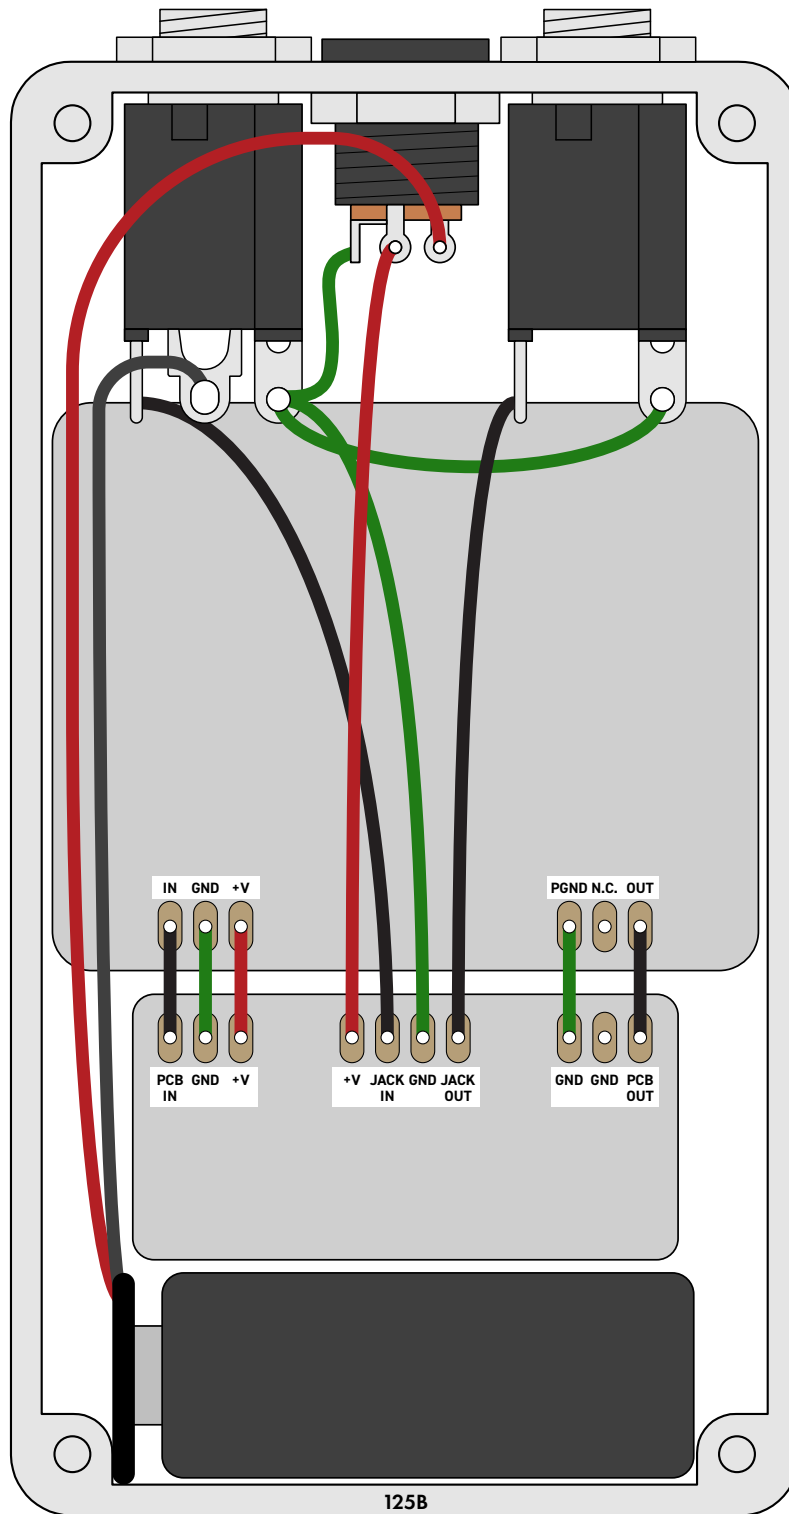 IN GND +V
PGND N.C. OUT
PCB IN GND +V
+V JACK IN GND JACK OUT
GND GND PCB OUT
125B